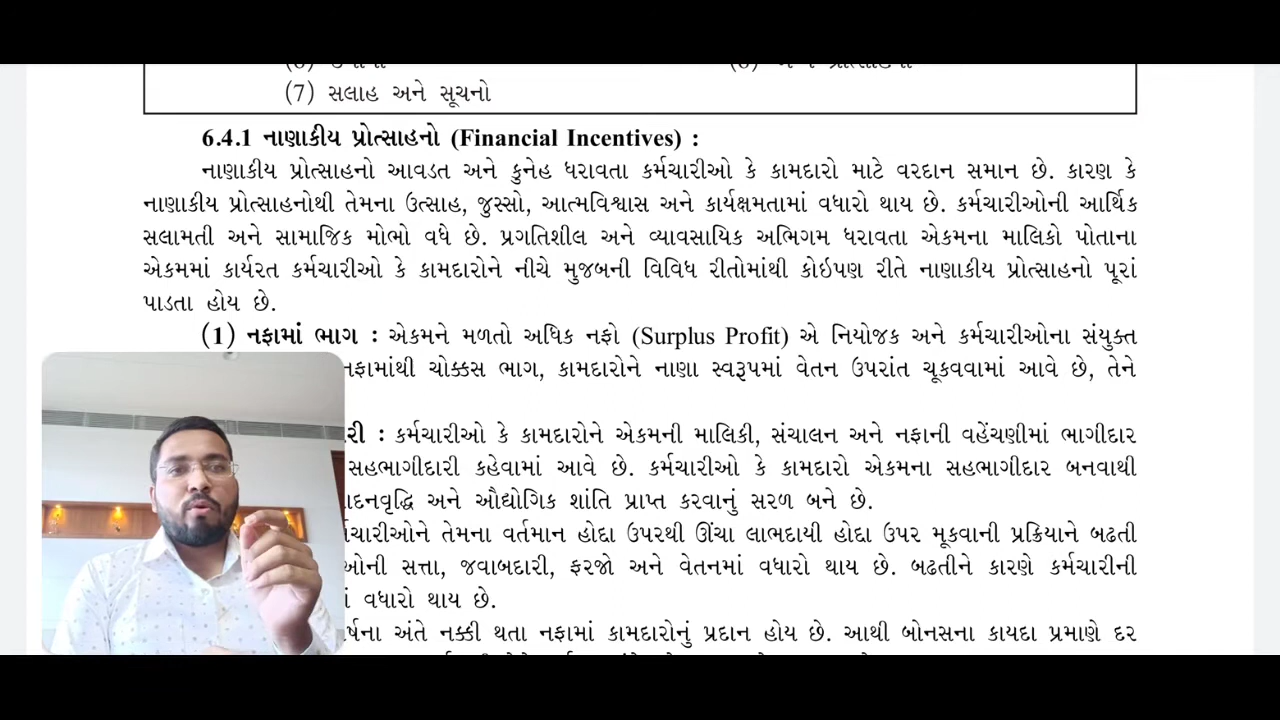 (7) સલાહ અને સૂચનો
6.4.1 નાણાકીય પ્રોત્સાહનો (Financial Incentives) :
નાણાકીય પ્રોત્સાહનો આવડત અને કુનેહ ધરાવતા કર્મચારીઓ કે કામદારો માટે વરદાન સમાન છે. કારણ કે
નાણાકીય પ્રોત્સાહનોથી તેમના ઉત્સાહ, જુસ્સો, આત્મવિશ્વાસ અને કાર્યક્ષમતામાં વધારો થાય છે. કર્મચારીઓની આર્થિક
સલામતી અને સામાજિક મોભો વધે છે. પ્રગતિશીલ અને વ્યાવસાયિક અભિગમ ધરાવતા એકમના માલિકો પોતાના
એકમમાં કાર્યરત કર્મચારીઓ કે કામદારોને નીચે મુજબની વિવિધ રીતોમાંથી કોઇપણ રીતે નાણાકીય પ્રોત્સાહનો પૂરાં
પાડતા હોય છે.
(1) નફામાં ભાગ : એકમને મળતો અધિક નફો (Surplus Profit) એ નિયોજક અને કર્મચારીઓના સંયુક્ત
નફામાંથી ચોક્કસ ભાગ, કામદારોને નાણા સ્વરૂપમાં વેતન ઉપરાંત ચૂકવવામાં આવે છે, તેને
રી : કર્મચારીઓ કે કામદારોને એકમની માલિકી, સંચાલન અને નફાની વહેંચણીમાં ભાગીદાર
સહભાગીદારી કહેવામાં આવે છે. કર્મચારીઓ કે કામદારો એકમના સહભાગીદાર બનવાથી
ાદનવૃદ્ધિ અને ઔદ્યોગિક શાંતિ પ્રાપ્ત કરવાનું સરળ બને છે.
ર્મચારીઓને તેમના વર્તમાન હોદા ઉપરથી ઊંચા લાભદાયી હોદા ઉપર મૂકવાની પ્રક્રિયાને બઢતી
ઓની સત્તા, જવાબદારી, ફરજો અને વેતનમાં વધારો થાય છે. બઢતીને કારણે કર્મચારીની
વધારો થાય છે.
ર્ષના અંતે નક્કી થતા નફામાં કામદારોનું પ્રદાન હોય છે. આથી બોનસના કાયદા પ્રમાણે દર